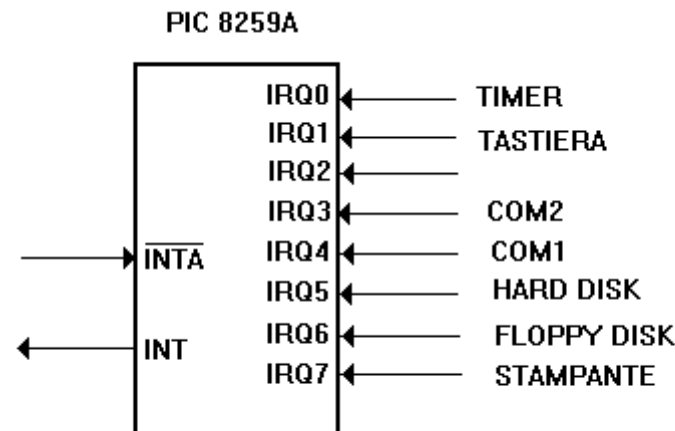 PIC 8259A
IRQ0 TIMER
IRQ1 TASTIERA
IRQ2
IRQ3 COM2
INTA IRQ4 COM1
IRQ5 HARD DISK
INT IRQ6 FLOPPY DISK
IRQ7 STAMPANTE